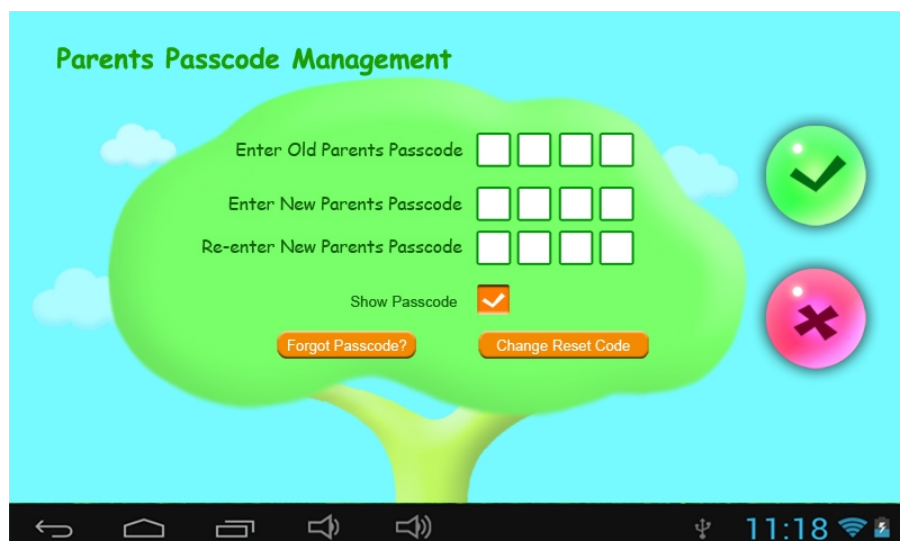 Parents Passcode Management
Enter Old Parents Passcode
Enter New Parents Passcode
Re-enter New Parents Passcode
Show Passcode
Forgot Passcode? Change Reset Code
11:18